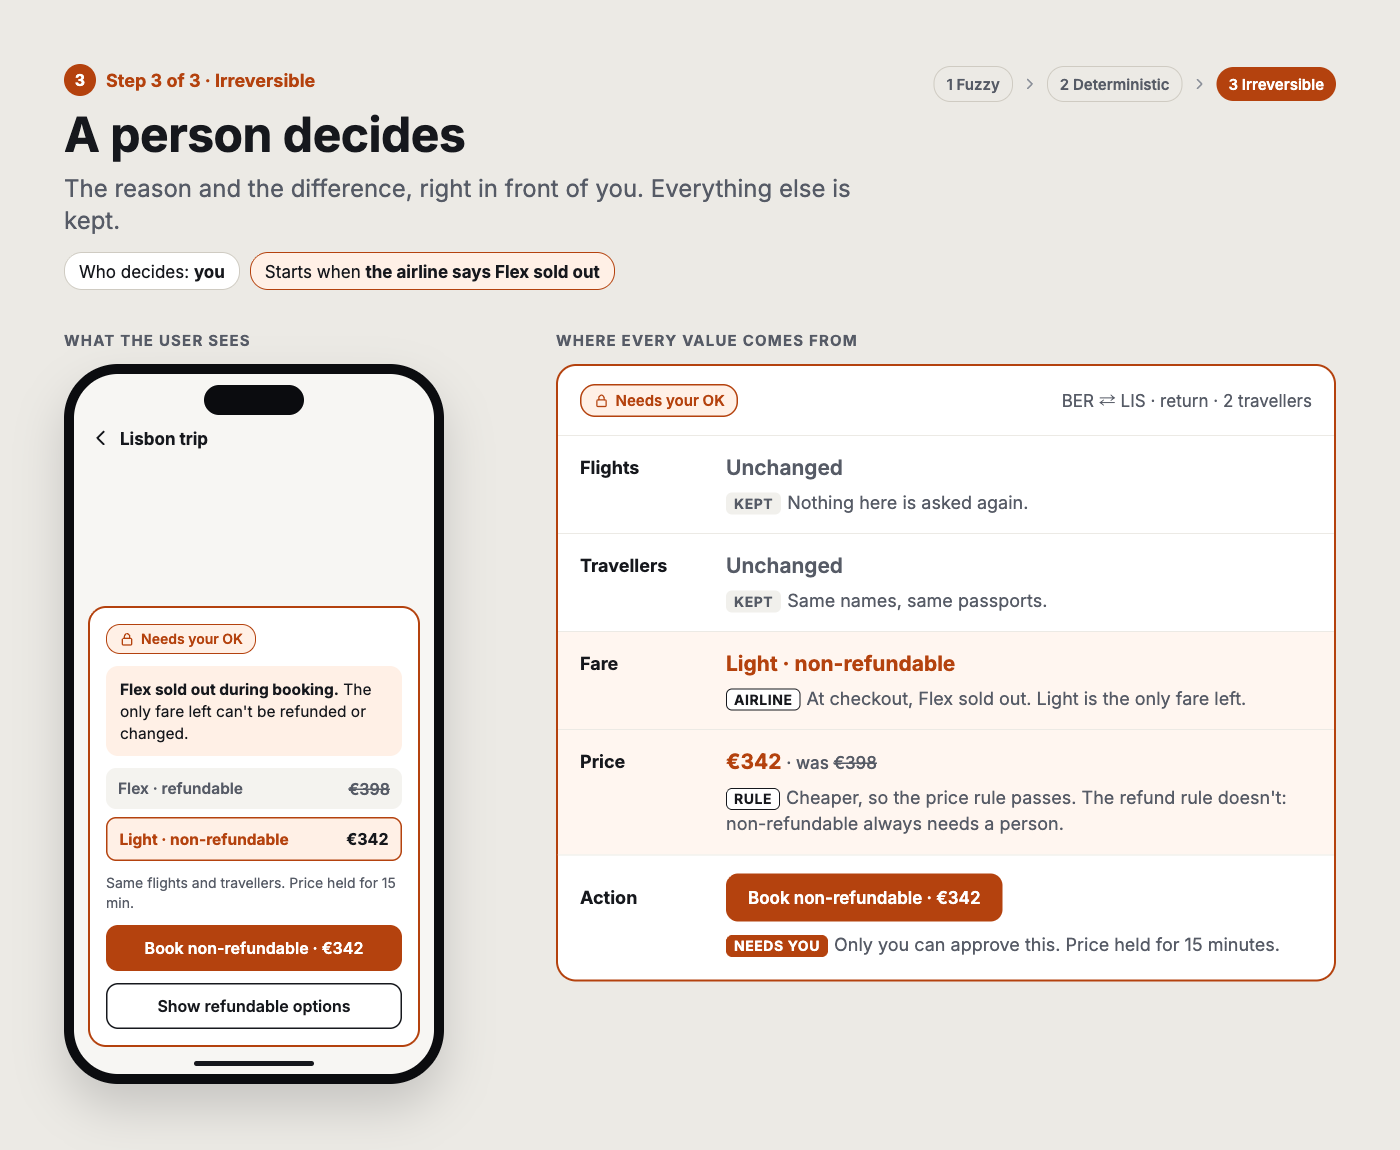 3 Step 3 of 3 · Irreversible
1 Fuzzy > 2 Deterministic > 3 Irreversible
A person decides
The reason and the difference, right in front of you. Everything else is
kept.
Who decides: you
Starts when the airline says Flex sold out
WHAT THE USER SEES
Lisbon trip
Needs your OK
Flex sold out during booking. The
only fare left can't be refunded or
changed.
Flex · refundable €398
Light · non-refundable €342
Same flights and travellers. Price held for 15
min.
Book non-refundable · €342
Show refundable options
WHERE EVERY VALUE COMES FROM
Needs your OK
BER ⇄ LIS · return · 2 travellers
Flights
Unchanged
KEPT Nothing here is asked again.
Travellers
Unchanged
KEPT Same names, same passports.
Fare
Light · non-refundable
AIRLINE At checkout, Flex sold out. Light is the only fare left.
Price
€342 · was €398
RULE Cheaper, so the price rule passes. The refund rule doesn't:
non-refundable always needs a person.
Action
Book non-refundable · €342
NEEDS YOU Only you can approve this. Price held for 15 minutes.